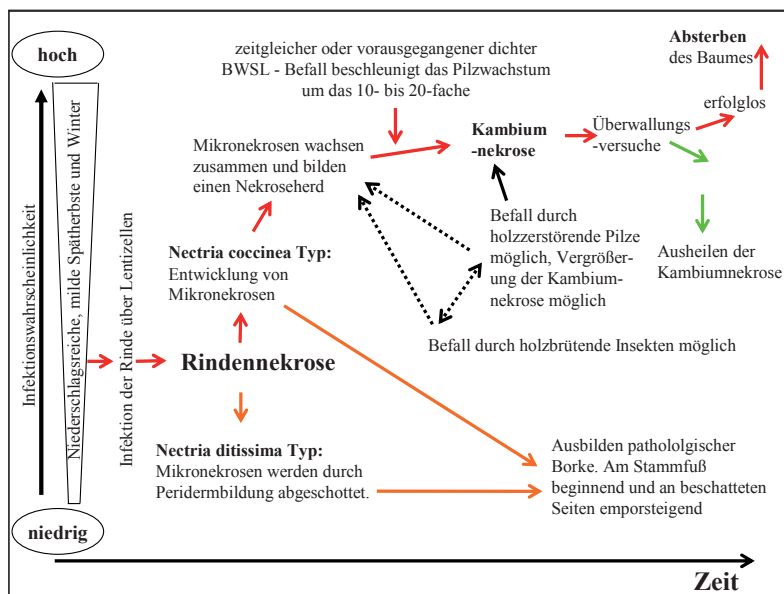 hoch
Infektionswahrscheinlichkeit
Niederschlagsreiche, milde Spätherbste und Winter
niedrig
Infektion der Rinde über Lentizellen
zeitgleicher oder vorausgegangener dichter
BWSL - Befall beschleunigt das Pilzwachstum
um das 10- bis 20-fache
Absterben
des Baumes
erfolglos
Mikronekrosen wachsen
zusammen und bilden
einen Nekroseherd
Kambium
-nekrose
Überwallungs
-versuche
Nectria coccinea Typ:
Entwicklung von
Mikronekrosen
Befall durch
holzzerstörende Pilze
möglich, Vergrößer-
ung der Kambium-
nekrose möglich
Ausheilen der
Kambiumnekrose
Befall durch holzbrütende Insekten möglich
Rindennekrose
Nectria ditissima Typ:
Mikronekrosen werden durch
Peridermbildung abgeschottet.
Ausbilden pathololgischer
Borke. Am Stammfuß
beginnend und an beschatteten
Seiten emporsteigend
Zeit